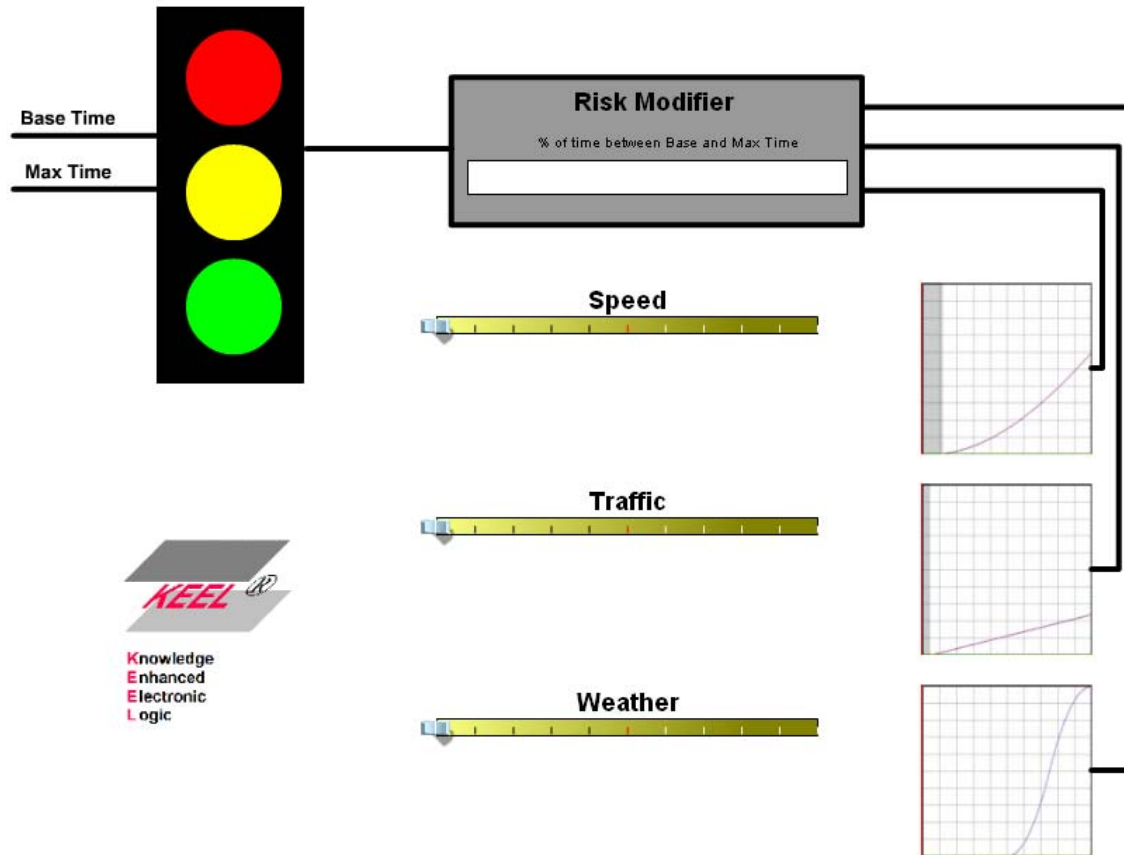 Base Time
Max Time
Risk Modifier
% of time between Base and Max Time
Speed
Traffic
KEEL ®
Knowledge
Enhanced
Electronic
Logic
Weather